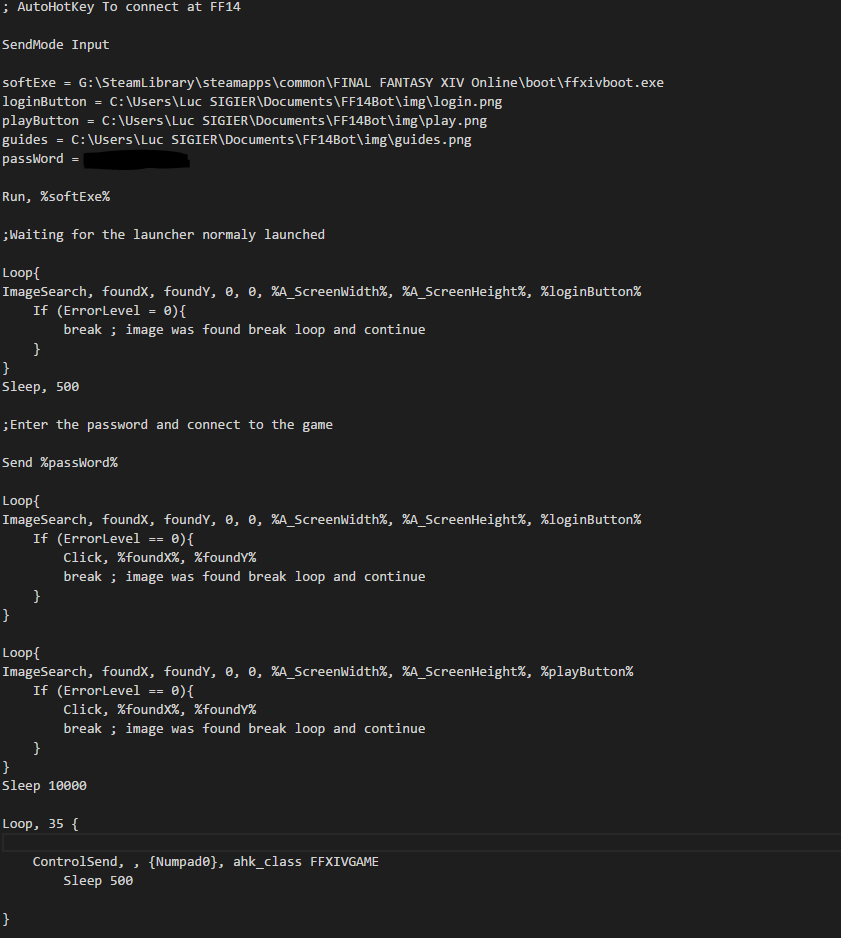 ; AutoHotKey To connect at FF14
SendMode Input
softExe = G:\SteamLibrary\steamapps\common\FINAL FANTASY XIV Online\boot\ffxivboot.exe
loginButton = C:\Users\Luc SIGIER\Documents\FF14Bot\img\login.png
playButton = C:\Users\Luc SIGIER\Documents\FF14Bot\img\play.png
guides = C:\Users\Luc SIGIER\Documents\FF14Bot\img\guides.png
passWord =
Run, %softExe%
;Waiting for the launcher normaly launched
Loop{
ImageSearch, foundX, foundY, 0, 0, %A_ScreenWidth%, %A_ScreenHeight%, %loginButton%
If (ErrorLevel = 0){
break ; image was found break loop and continue
}
}
Sleep, 500
;Enter the password and connect to the game
Send %passWord%
Loop{
ImageSearch, foundX, foundY, 0, 0, %A_ScreenWidth%, %A_ScreenHeight%, %loginButton%
If (ErrorLevel == 0){
Click, %foundX%, %foundY%
break ; image was found break loop and continue
}
}
Loop{
ImageSearch, foundX, foundY, 0, 0, %A_ScreenWidth%, %A_ScreenHeight%, %playButton%
If (ErrorLevel == 0){
Click, %foundX%, %foundY%
break ; image was found break loop and continue
}
}
Sleep 10000
Loop, 35 {
ControlSend, , {Numpad0}, ahk_class FFXIVGAME
Sleep 500
}